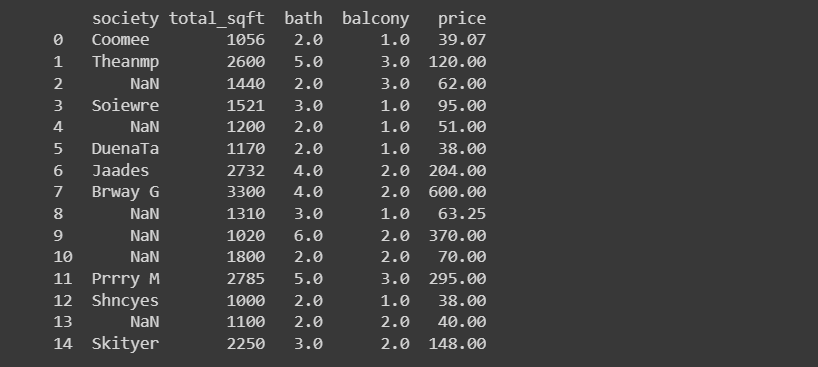 society total_sqft bath balcony price
0 Coomee 1056 2.0 1.0 39.07
1 Theanmp 2600 5.0 3.0 120.00
2 NaN 1440 2.0 3.0 62.00
3 Soiewre 1521 3.0 1.0 95.00
4 NaN 1200 2.0 1.0 51.00
5 DuenaTa 1170 2.0 1.0 38.00
6 Jaades 2732 4.0 2.0 204.00
7 Brway G 3300 4.0 2.0 600.00
8 NaN 1310 3.0 1.0 63.25
9 NaN 1020 6.0 2.0 370.00
10 NaN 1800 2.0 2.0 70.00
11 Prrry M 2785 5.0 3.0 295.00
12 Shncyes 1000 2.0 1.0 38.00
13 NaN 1100 2.0 2.0 40.00
14 Skityer 2250 3.0 2.0 148.00